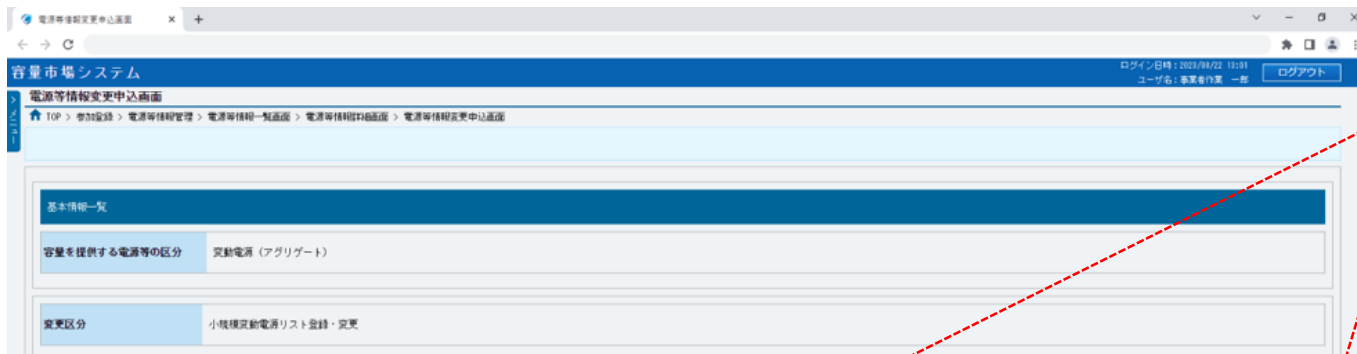 電源等情報変更申込画面
容量市場システム
ログイン日時:2023/08/22 13:01
ユーザ名:事業者作業 一郎
ログアウト
電源等情報変更申込画面
メニュー
TOP > 参加登録 > 電源等情報管理 > 電源等情報一覧画面 > 電源等情報詳細画面 > 電源等情報変更申込画面
基本情報一覧
容量を提供する電源等の区分 変動電源(アグリゲート)
変更区分 小規模変動電源リスト登録・変更